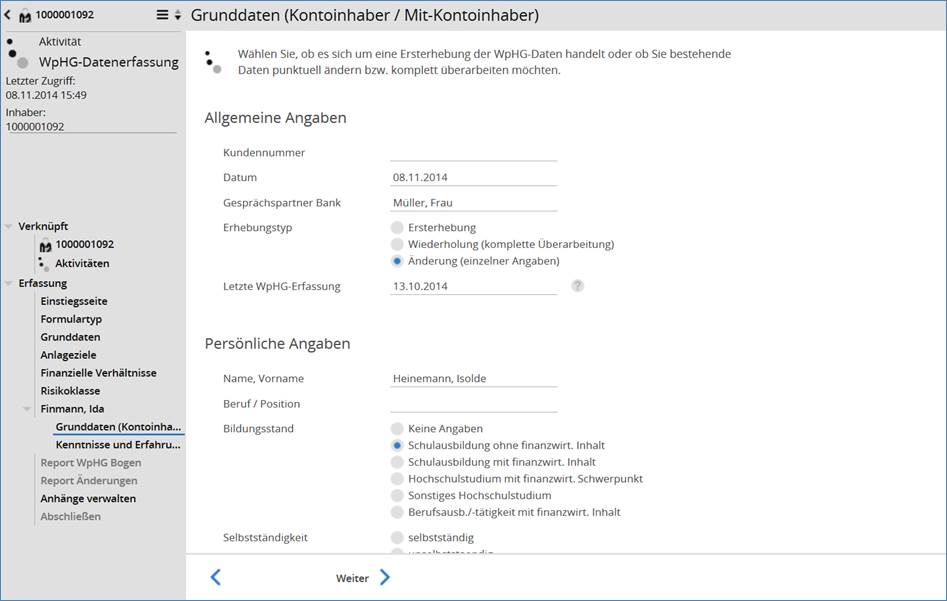 1000001092
Aktivität
WpHG-Datenerfassung
Letzter Zugriff:
08.11.2014 15:49
Inhaber:
1000001092
Verknüpft
1000001092
Aktivitäten
Erfassung
Einstiegsseite
Formulartyp
Grunddaten
Anlageziele
Finanzielle Verhältnisse
Risikoklasse
Finmann, Ida
Grunddaten (Kontoinha...
Kenntnisse und Erfahru...
Report WpHG Bogen
Report Änderungen
Anhänge verwalten
Abschließen
Grunddaten (Kontoinhaber / Mit-Kontoinhaber)
Wählen Sie, ob es sich um eine Ersterhebung der WpHG-Daten handelt oder ob Sie bestehende
Daten punktuell ändern bzw. komplett überarbeiten möchten.
Allgemeine Angaben
Kundennummer
Datum 08.11.2014
Gesprächspartner Bank Müller, Frau
Erhebungstyp Ersterhebung
Wiederholung (komplette Überarbeitung)
Änderung (einzelner Angaben)
Letzte WpHG-Erfassung 13.10.2014 ?
Persönliche Angaben
Name, Vorname Heinemann, Isolde
Beruf / Position
Bildungsstand Keine Angaben
Schulausbildung ohne finanzwirt. Inhalt
Schulausbildung mit finanzwirt. Inhalt
Hochschulstudium mit finanzwirt. Schwerpunkt
Sonstiges Hochschulstudium
Berufsausb./-tätigkeit mit finanzwirt. Inhalt
Selbstständigkeit selbstständig
Weiter